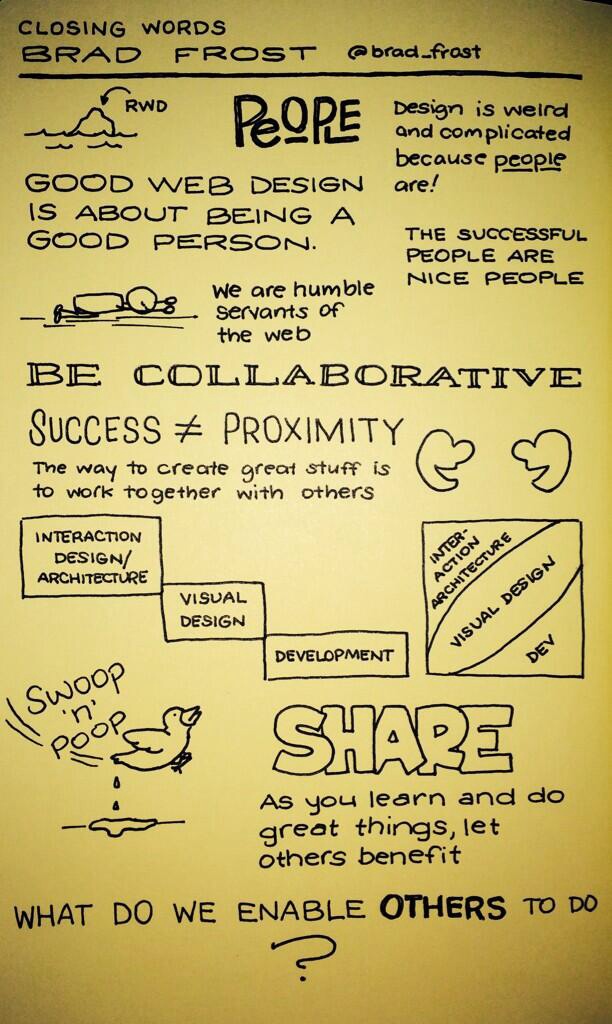 CLOSING WORDS
BRAD FROST @brad_frost
RWD
PEOPLE
Design is weird
and complicated
because people
are!
GOOD WEB DESIGN
IS ABOUT BEING A
GOOD PERSON.
THE SUCCESSFUL
PEOPLE ARE
NICE PEOPLE
We are humble
servants of
the web
BE COLLABORATIVE
SUCCESS ≠ PROXIMITY
The way to create great stuff is
to work together with others
INTERACTION
DESIGN/
ARCHITECTURE
VISUAL
DESIGN
DEVELOPMENT
INTER-
ACTION
ARCHITECTURE
VISUAL DESIGN
DEV
SWOOP
'n'
POOP
SHARE
As you learn and do
great things, let
others benefit
WHAT DO WE ENABLE OTHERS TO DO
?